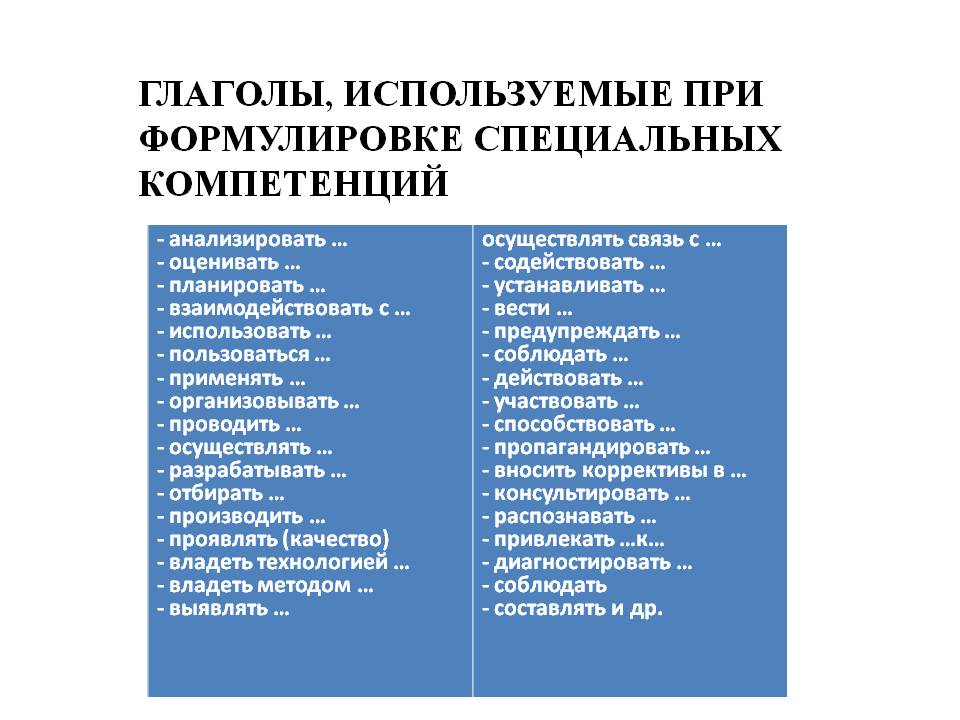 ГЛАГОЛЫ, ИСПОЛЬЗУЕМЫЕ ПРИ
ФОРМУЛИРОВКЕ СПЕЦИАЛЬНЫХ
КОМПЕТЕНЦИЙ
- анализировать ...
- оценивать ...
- планировать ...
- взаимодействовать с ...
- использовать ...
- пользоваться ...
- применять ...
- организовывать ...
- проводить ...
- осуществлять ...
- разрабатывать ...
- отбирать ...
- производить ...
- проявлять (качество)
- владеть технологией ...
- владеть методом ...
- выявлять ...
осуществлять связь с ...
- содействовать ...
- устанавливать ...
- вести ...
- предупреждать ...
- соблюдать ...
- действовать ...
- участвовать ...
- способствовать ...
- пропагандировать ...
- вносить коррективы в ...
- консультировать ...
- распознавать ...
- привлекать ...к...
- диагностировать ...
- соблюдать
- составлять и др.